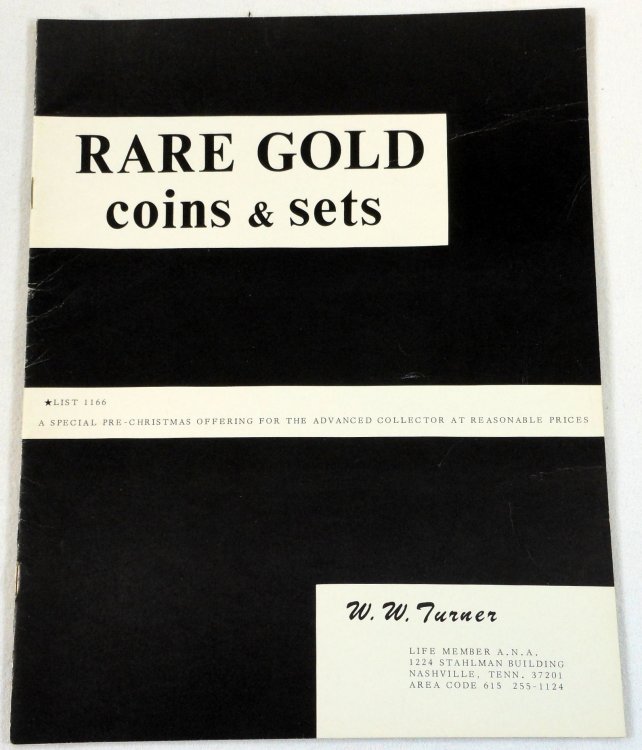 RARE GOLD
coins & sets
★LIST 1166
A SPECIAL PRE-CHRISTMAS OFFERING FOR THE ADVANCED COLLECTOR AT REASONABLE PRICES
W. W. Turner
LIFE MEMBER A.N.A.
1224 STAHLMAN BUILDING
NASHVILLE, TENN. 37201
AREA CODE 615 255-1124